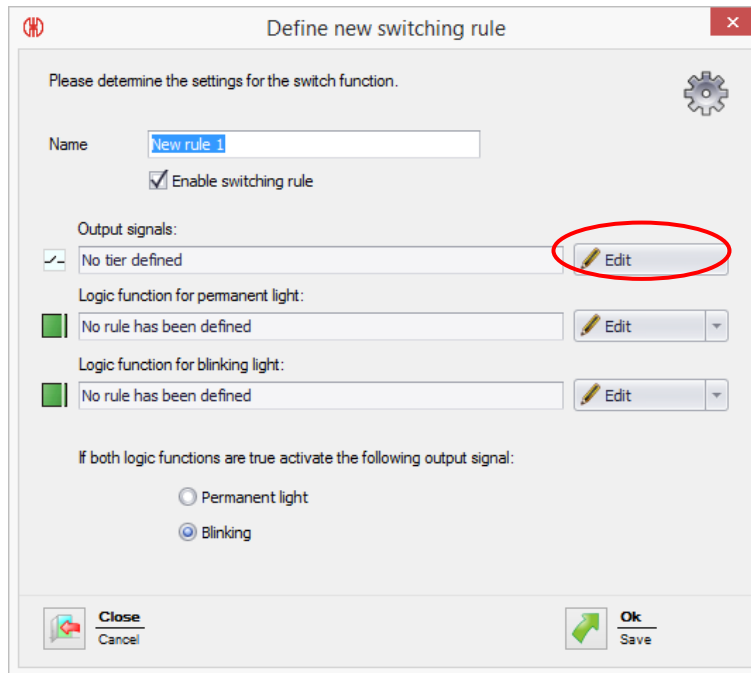 Define new switching rule
Please determine the settings for the switch function.
Name New rule 1
Enable switching rule
Output signals:
No tier defined Edit
Logic function for permanent light:
No rule has been defined Edit
Logic function for blinking light:
No rule has been defined Edit
If both logic functions are true activate the following output signal:
Permanent light
Blinking
Close Ok
Cancel Save